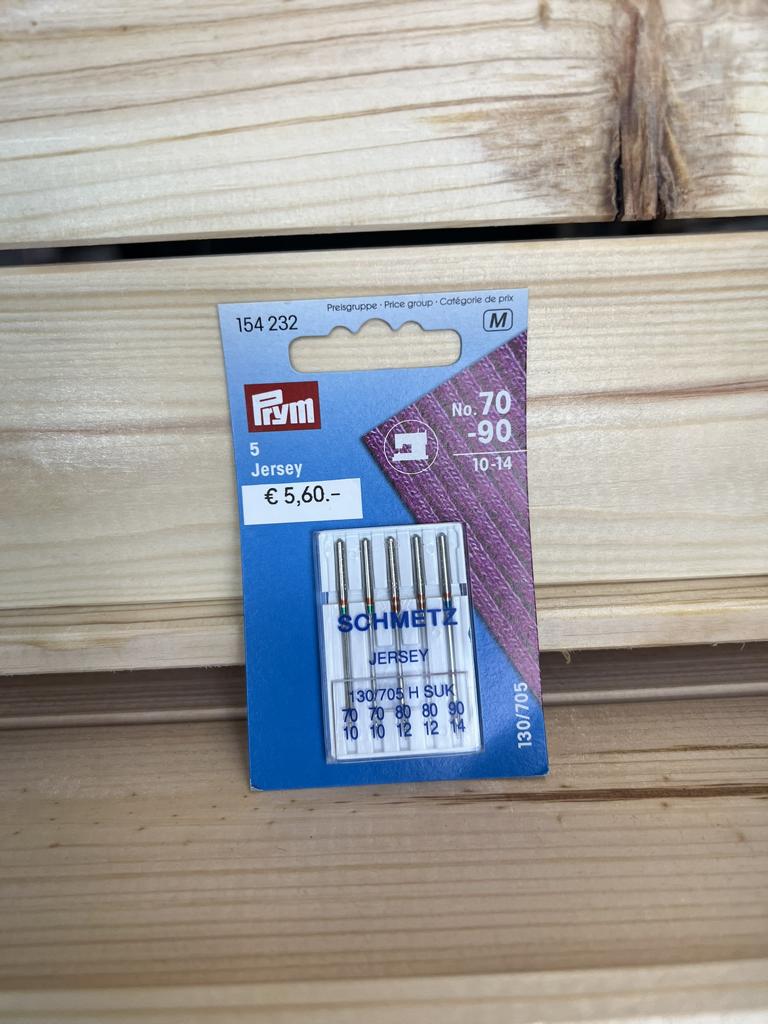 Preisgruppe · Price group · Catégorie de prix
154 232
M
Prym
No. 70
-90
10-14
5
Jersey
€ 5,60.-
SCHMETZ
JERSEY
130/705 H SUK
70 70 80 80 90
10 10 12 12 14
130/705